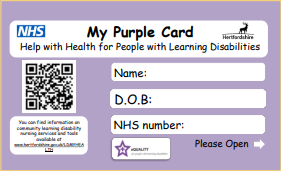 NHS
My Purple Card
Hertfordshire
Help with Health for People with Learning Disabilities
Name:
D.O.B:
NHS number:
You can find information on
community learning disability
nursing services and tools
available at
EQUALITY
Please Open